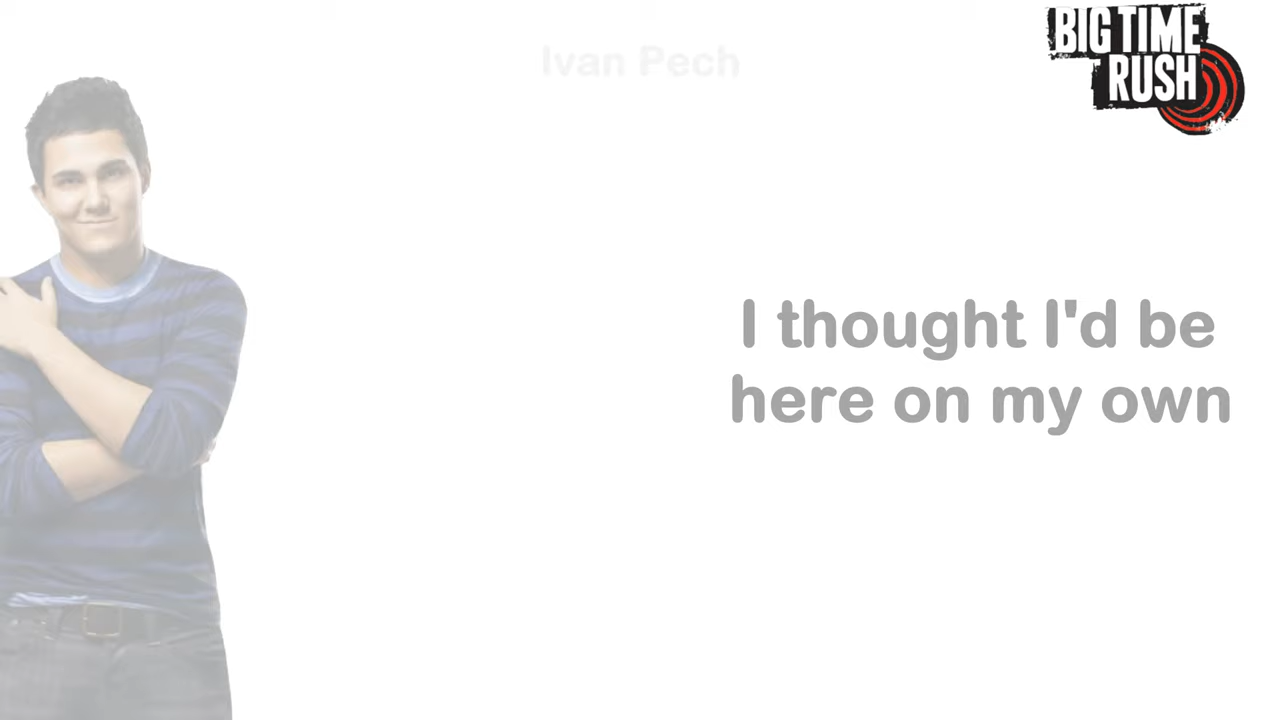 BIG TIME
RUSH
Ivan Pech
I thought I'd be
here on my own